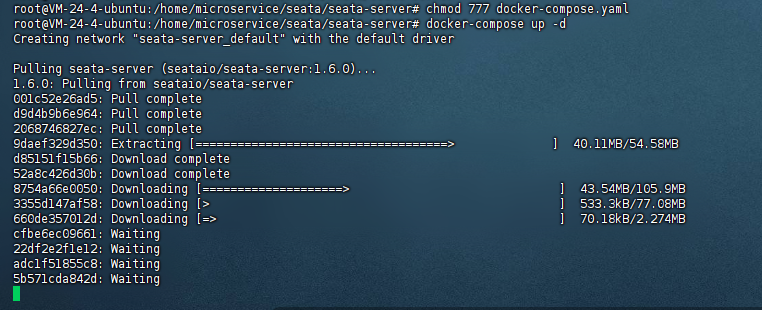 root@VM-24-4-ubuntu:/home/microservice/seata/seata-server# chmod 777 docker-compose.yaml
root@VM-24-4-ubuntu:/home/microservice/seata/seata-server# docker-compose up -d
Creating network "seata-server_default" with the default driver
Pulling seata-server (seataio/seata-server:1.6.0)...
1.6.0: Pulling from seataio/seata-server
001c52e26ad5: Pull complete
d9d4b9b6e964: Pull complete
2068746827ec: Pull complete
9daef329d350: Extracting [====================================>              ]  40.11MB/54.58MB
d85151f15b66: Download complete
52a8c426d30b: Download complete
8754a66e0050: Downloading [====================>                              ]  43.54MB/105.9MB
3355d147af58: Downloading [>                                                  ]  533.3kB/77.08MB
660de357012d: Downloading [=>                                                 ]  70.18kB/2.274MB
cfbe6ec09661: Waiting
22df2e2f1e12: Waiting
adc1f51855c8: Waiting
5b571cda842d: Waiting